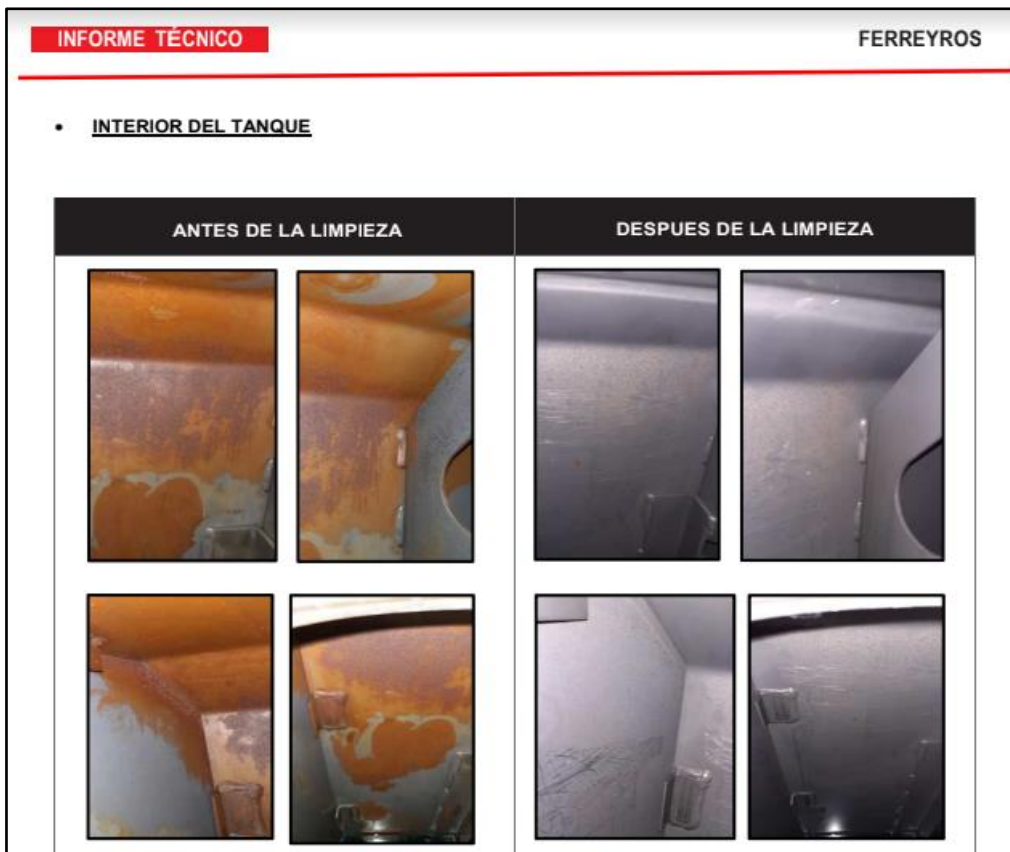 INFORME TÉCNICO
FERREYROS
• INTERIOR DEL TANQUE
ANTES DE LA LIMPIEZA
DESPUES DE LA LIMPIEZA